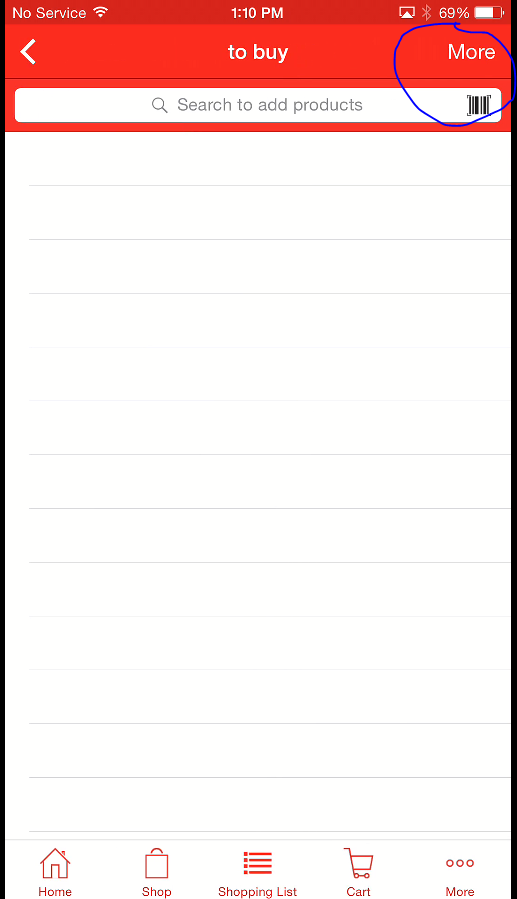 No Service 1:10 PM 69%
to buy More
Search to add products
Home Shop Shopping List Cart More